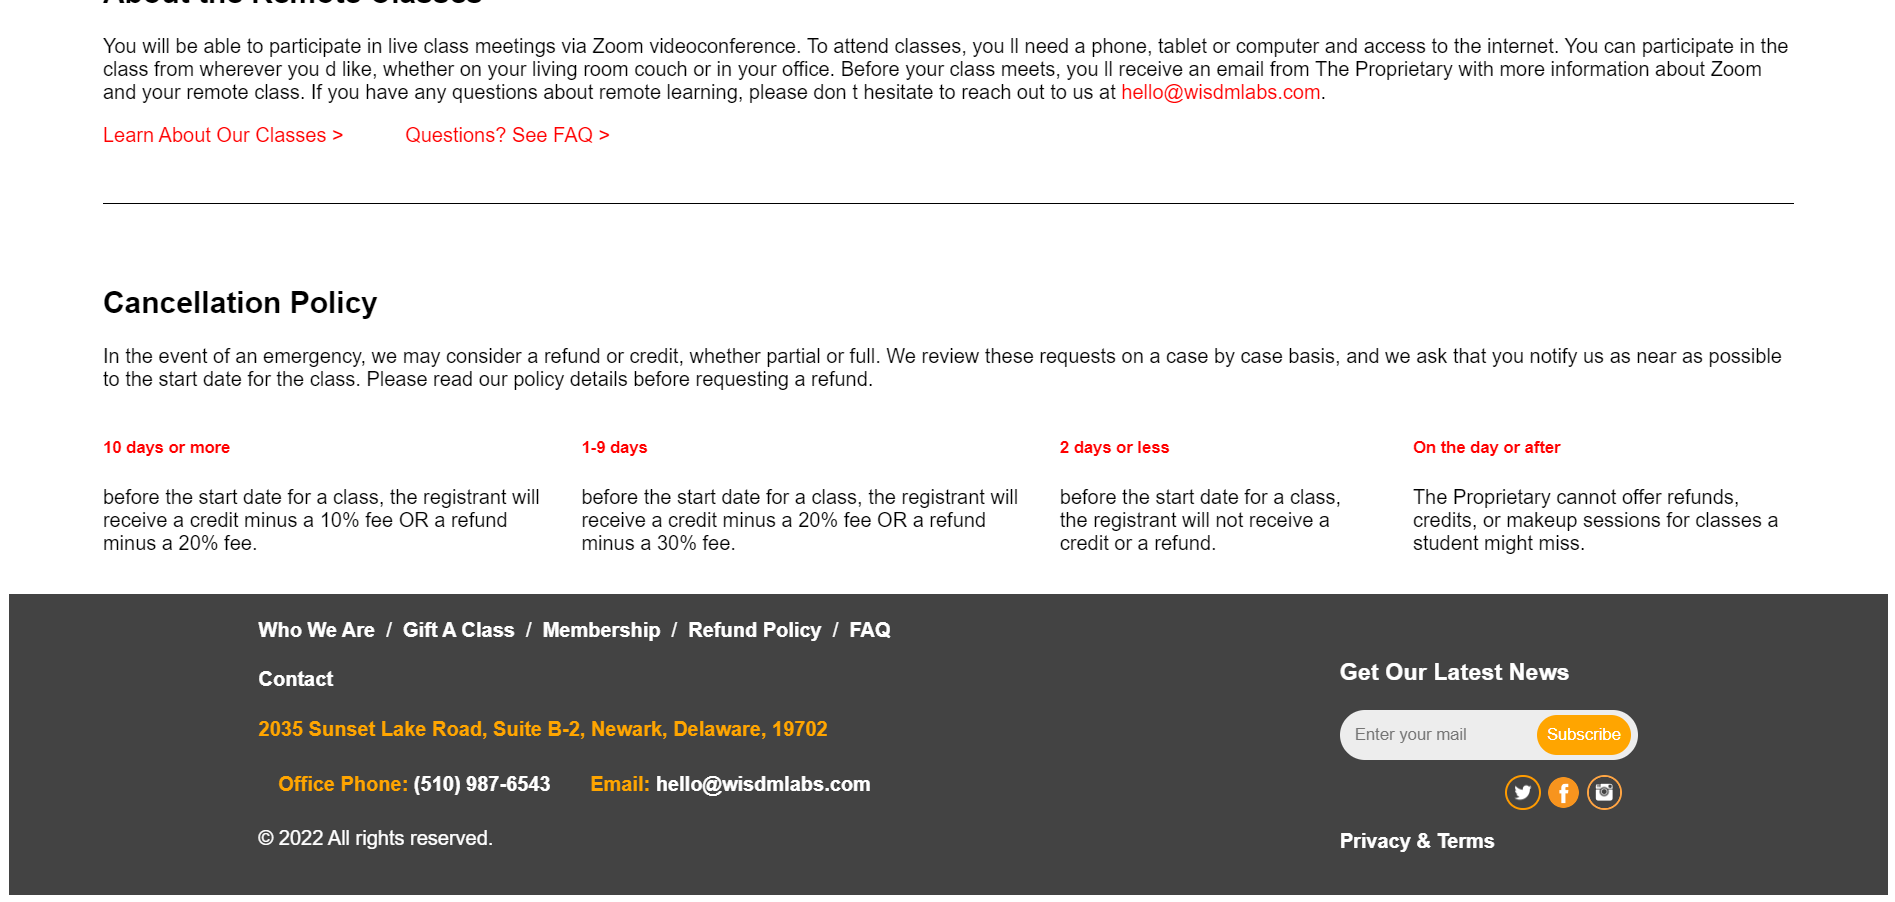 About the Remote Classes
You will be able to participate in live class meetings via Zoom videoconference. To attend classes, you ll need a phone, tablet or computer and access to the internet. You can participate in the
class from wherever you d like, whether on your living room couch or in your office. Before your class meets, you ll receive an email from The Proprietary with more information about Zoom
and your remote class. If you have any questions about remote learning, please don t hesitate to reach out to us at hello@wisdmlabs.com.
Learn About Our Classes > Questions? See FAQ >
Cancellation Policy
In the event of an emergency, we may consider a refund or credit, whether partial or full. We review these requests on a case by case basis, and we ask that you notify us as near as possible
to the start date for the class. Please read our policy details before requesting a refund.
10 days or more
before the start date for a class, the registrant will
receive a credit minus a 10% fee OR a refund
minus a 20% fee.
1-9 days
before the start date for a class, the registrant will
receive a credit minus a 20% fee OR a refund
minus a 30% fee.
2 days or less
before the start date for a class,
the registrant will not receive a
credit or a refund.
On the day or after
The Proprietary cannot offer refunds,
credits, or makeup sessions for classes a
student might miss.
Who We Are / Gift A Class / Membership / Refund Policy / FAQ
Contact
2035 Sunset Lake Road, Suite B-2, Newark, Delaware, 19702
Office Phone: (510) 987-6543 Email: hello@wisdmlabs.com
© 2022 All rights reserved.
Get Our Latest News
Enter your mail Subscribe
Privacy & Terms